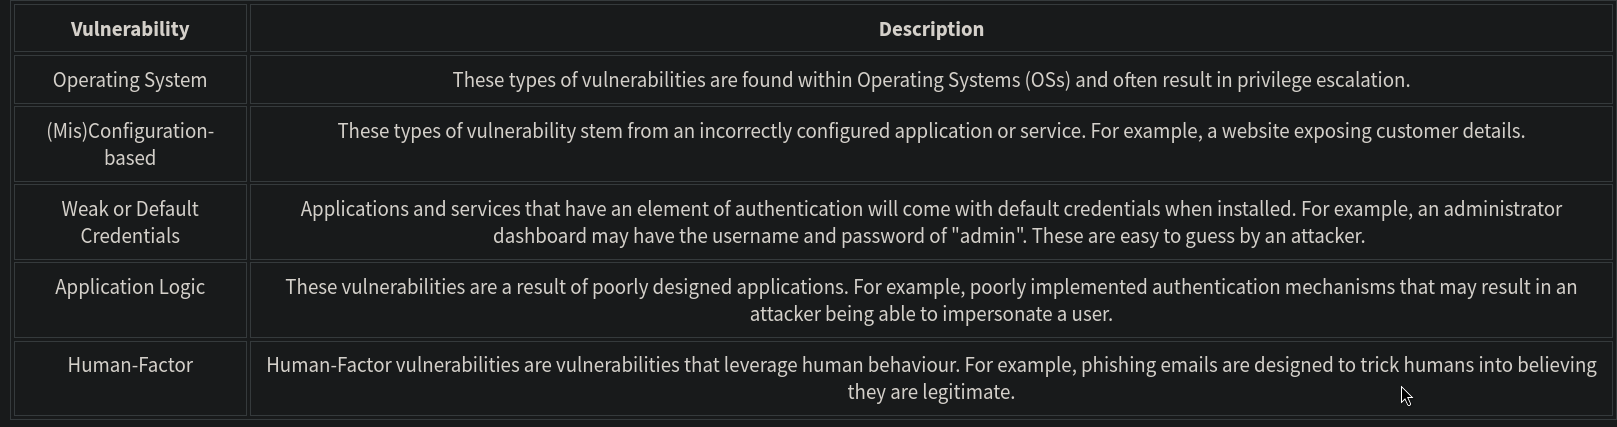 Vulnerability
Description
Operating System
These types of vulnerabilities are found within Operating Systems (OSs) and often result in privilege escalation.
(Mis)Configuration-
based
These types of vulnerability stem from an incorrectly configured application or service. For example, a website exposing customer details.
Weak or Default
Credentials
Applications and services that have an element of authentication will come with default credentials when installed. For example, an administrator
dashboard may have the username and password of "admin". These are easy to guess by an attacker.
Application Logic
These vulnerabilities are a result of poorly designed applications. For example, poorly implemented authentication mechanisms that may result in an
attacker being able to impersonate a user.
Human-Factor
Human-Factor vulnerabilities are vulnerabilities that leverage human behaviour. For example, phishing emails are designed to trick humans into believing
they are legitimate.